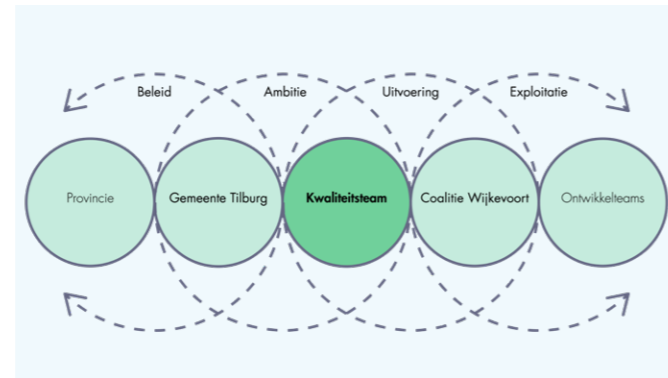 Beleid Ambitie Uitvoering Exploitatie
Provincie Gemeente Tilburg Kwaliteitsteam Coalitie Wijkevoort Ontwikkelteams